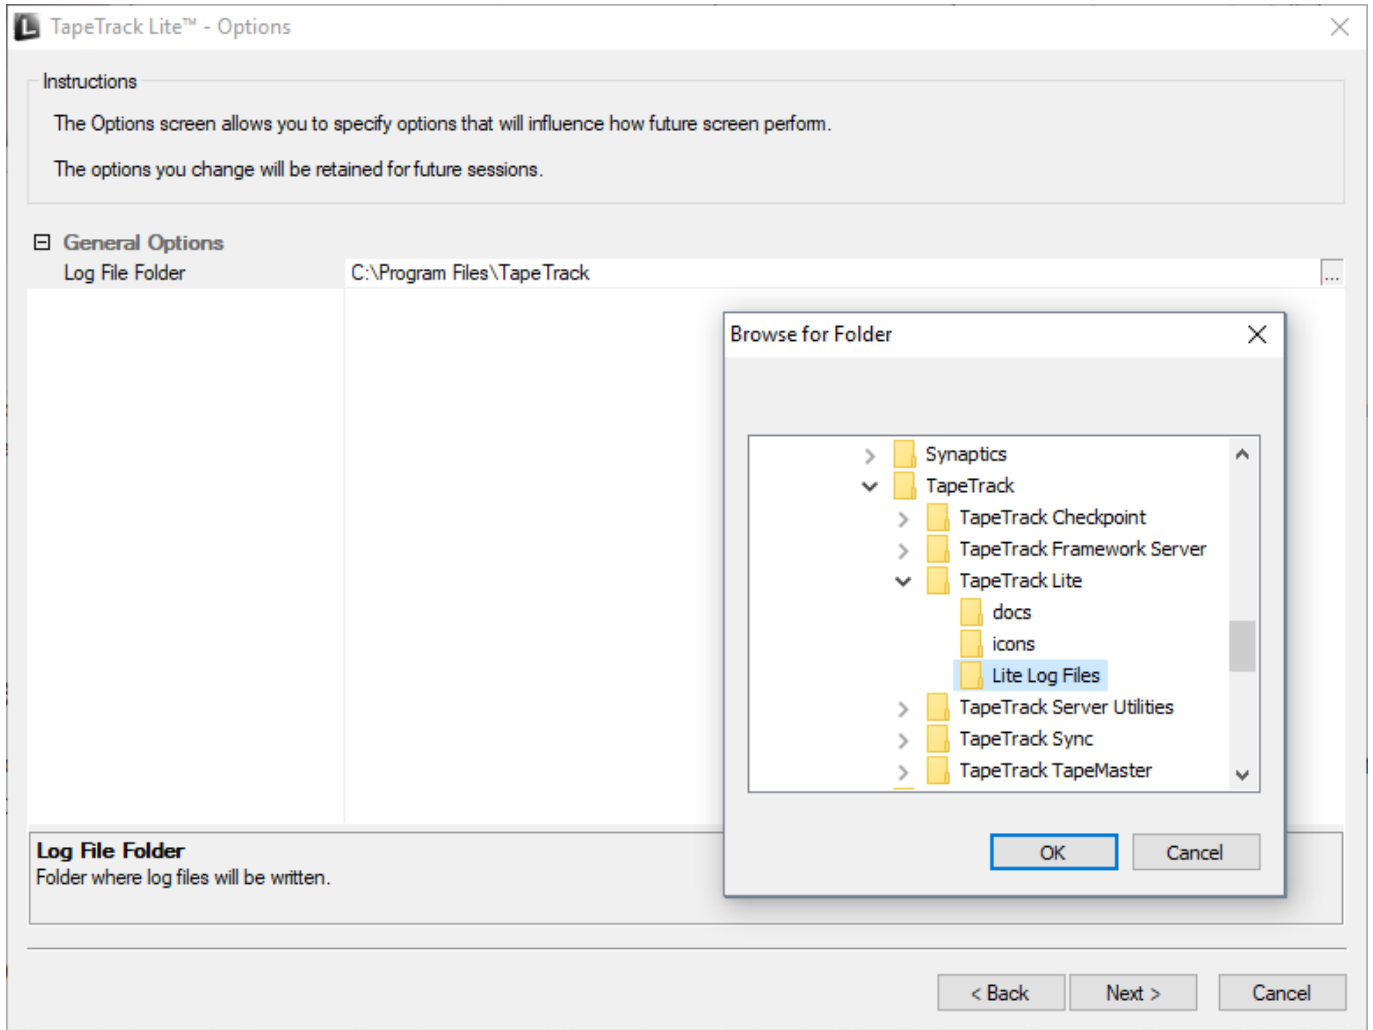 TapeTrack Lite™ - Options
Instructions
The Options screen allows you to specify options that will influence how future screen perform.
The options you change will be retained for future sessions.
General Options
Log File Folder
C:\Program Files\TapeTrack
...
Browse for Folder
Synaptics
TapeTrack
TapeTrack Checkpoint
TapeTrack Framework Server
TapeTrack Lite
docs
icons
Lite Log Files
TapeTrack Server Utilities
TapeTrack Sync
TapeTrack TapeMaster
OK
Cancel
Log File Folder
Folder where log files will be written.
< Back
Next >
Cancel